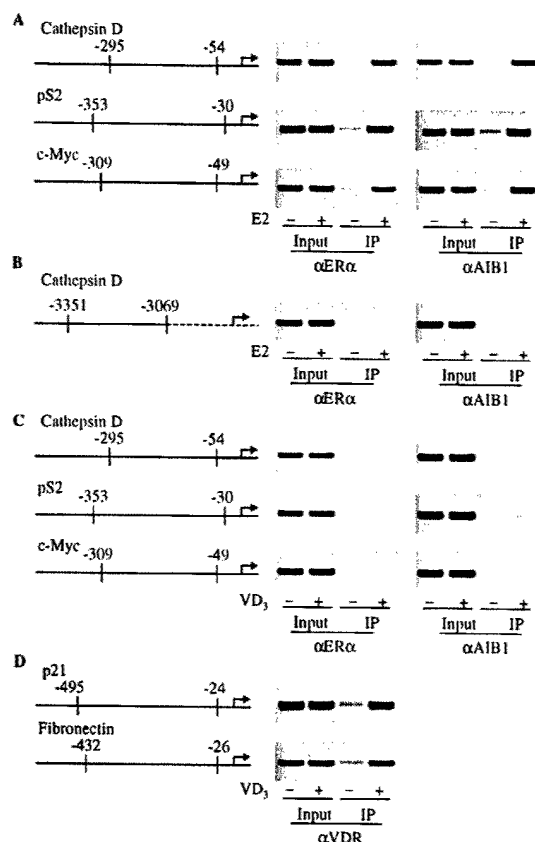 A
Cathepsin D
-295 -54
pS2
-353 -30
c-Myc
-309 -49
E2 – + – +
Input IP
αERα
– + – +
Input IP
αAIB1
B
Cathepsin D
-3351 -3069
E2 – + – +
Input IP
αERα
– + – +
Input IP
αAIB1
C
Cathepsin D
-295 -54
pS2
-353 -30
c-Myc
-309 -49
VD3 – + – +
Input IP
αERα
– + – +
Input IP
αAIB1
D
p21
-495 -24
Fibronectin
-432 -26
VD3 – + – +
Input IP
αVDR